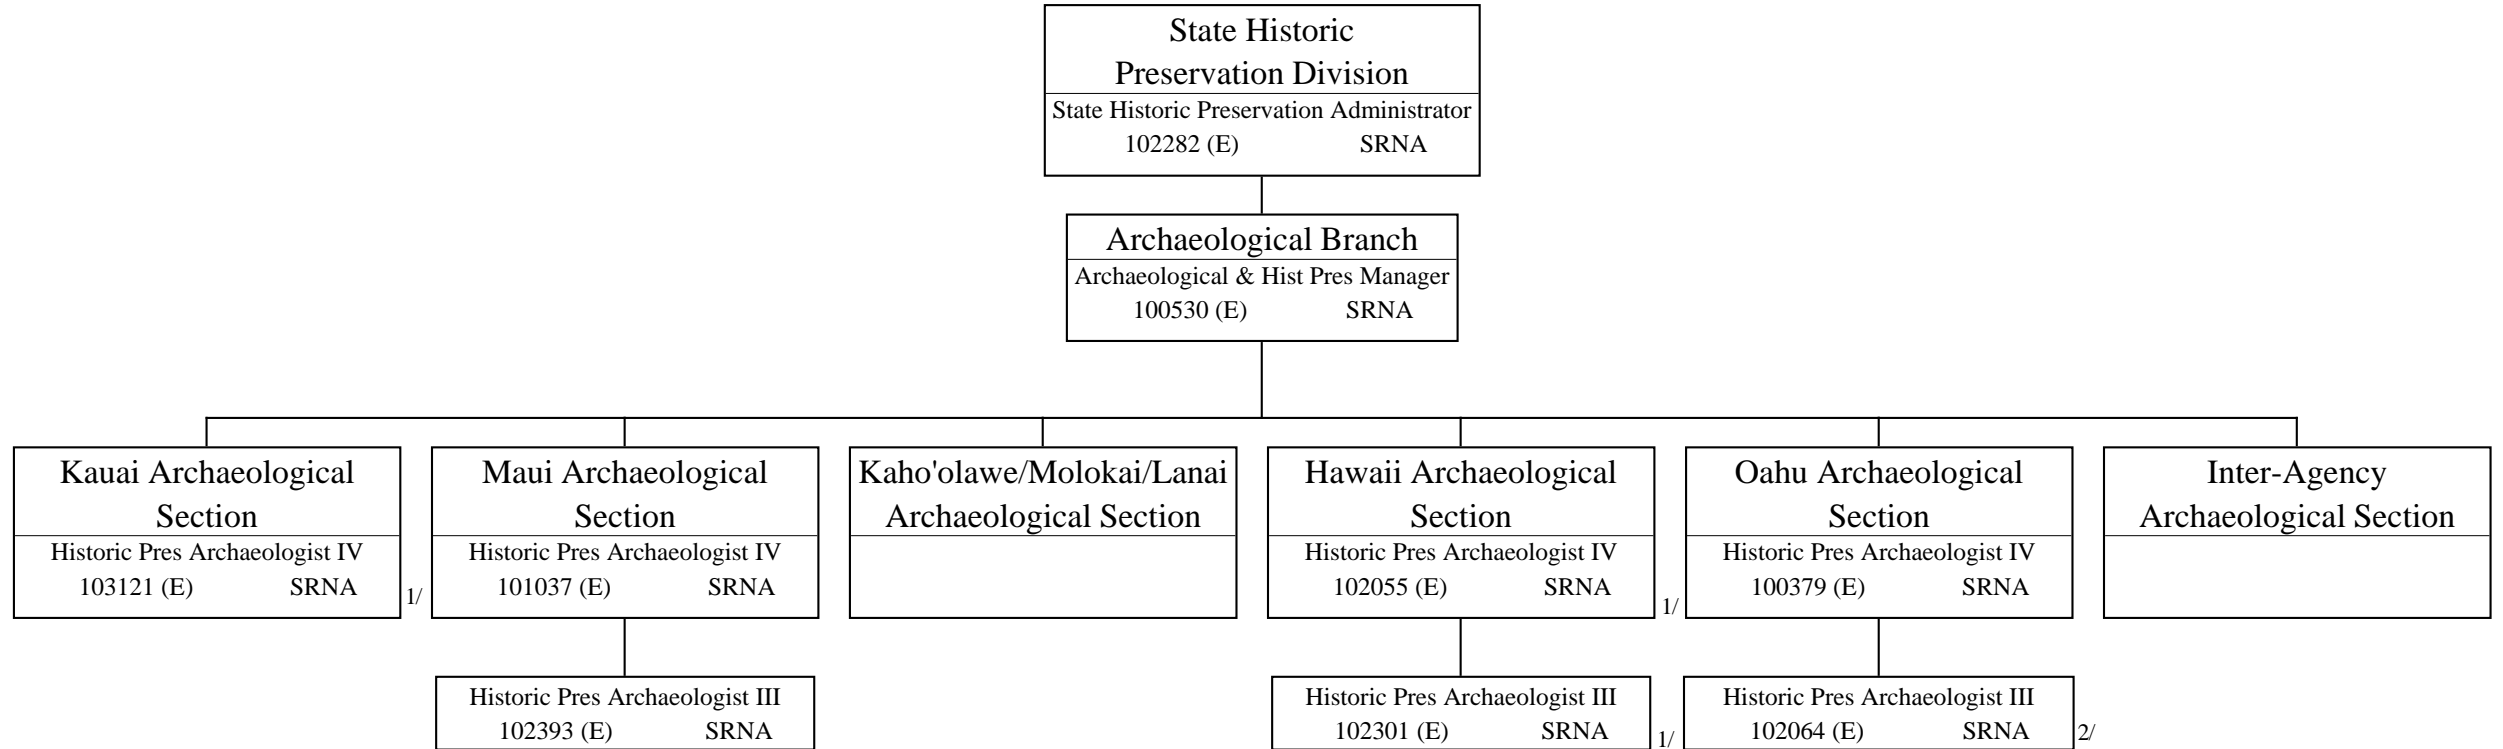 State Historic
Preservation Division
State Historic Preservation Administrator
102282 (E) SRNA
Archaeological Branch
Archaeological & Hist Pres Manager
100530 (E) SRNA
Kauai Archaeological
Section
Historic Pres Archaeologist IV
103121 (E) SRNA
1/
Maui Archaeological
Section
Historic Pres Archaeologist IV
101037 (E) SRNA
Kaho'olawe/Molokai/Lanai
Archaeological Section
Hawaii Archaeological
Section
Historic Pres Archaeologist IV
102055 (E) SRNA
1/
Oahu Archaeological
Section
Historic Pres Archaeologist IV
100379 (E) SRNA
Inter-Agency
Archaeological Section
Historic Pres Archaeologist III
102393 (E) SRNA
Historic Pres Archaeologist III
102301 (E) SRNA
1/
Historic Pres Archaeologist III
102064 (E) SRNA
2/